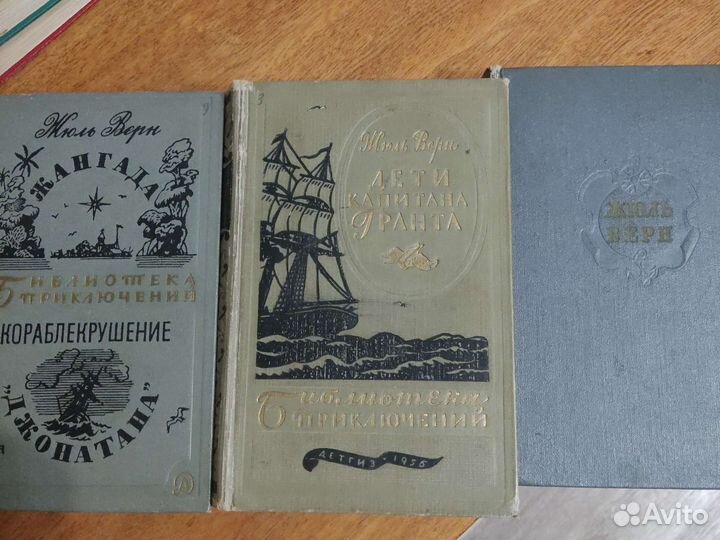 Жюль Верн
ЖАНГАДА
БИБЛИОТЕКА
ПРИКЛЮЧЕНИЙ
КОРАБЛЕКРУШЕНИЕ
"ДЖОНАТАНА"
Жюль Верн
ДЕТИ
КАПИТАНА
ГРАНТА
Библиотека
ПРИКЛЮЧЕНИЙ
ДЕТГИЗ • 1956
ЖЮЛЬ
ВЕРН
Avito